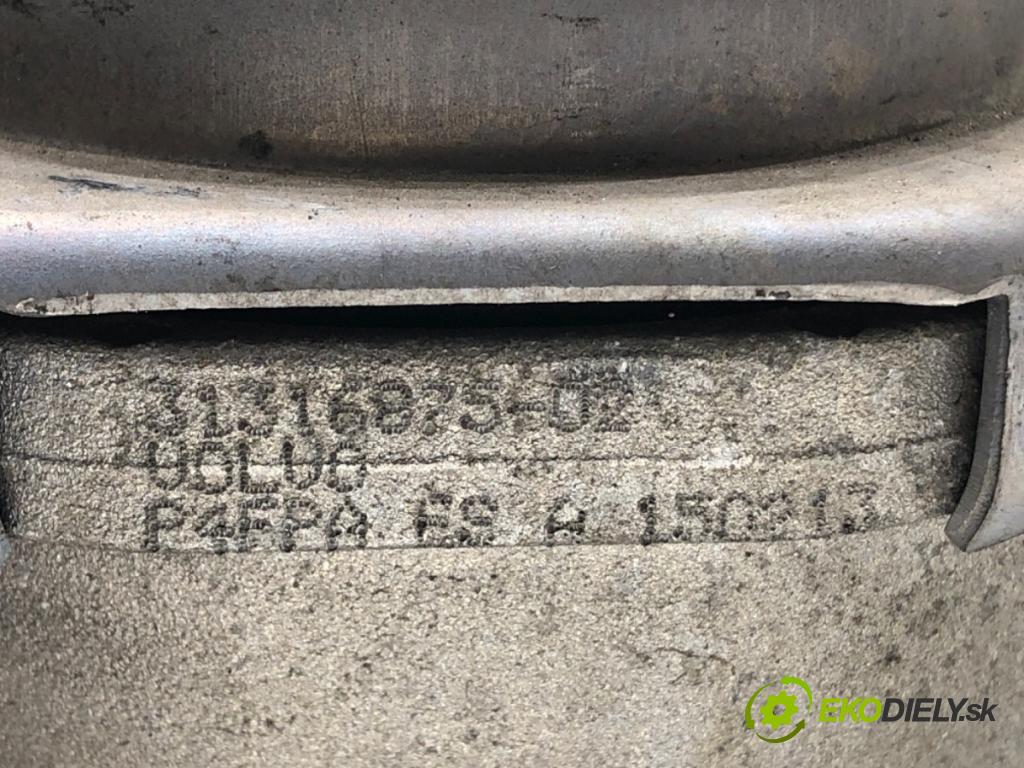 31316875-02
VOLVO
P4FPA ES A 150213
EKODIELY.sk